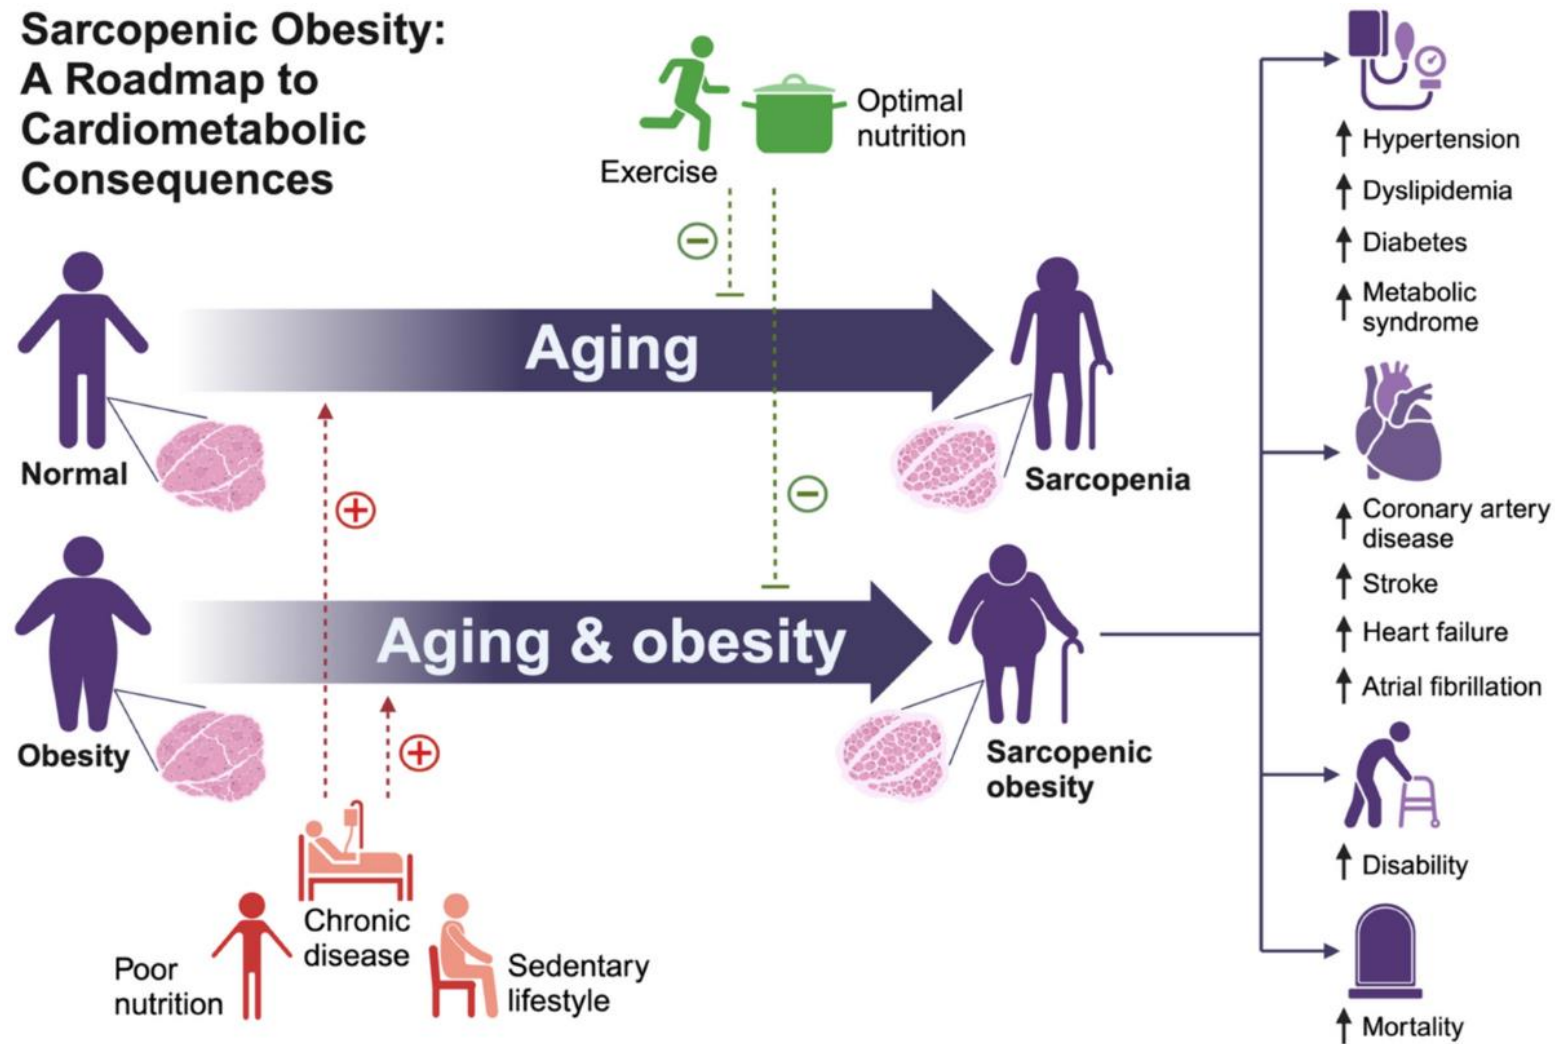 Sarcopenic Obesity:
A Roadmap to
Cardiometabolic
Consequences
Exercise
Optimal
nutrition
Aging
Normal
Sarcopenia
Aging & obesity
Obesity
Sarcopenic
obesity
Chronic
disease
Poor
nutrition
Sedentary
lifestyle
Hypertension
Dyslipidemia
Diabetes
Metabolic
syndrome
Coronary artery
disease
Stroke
Heart failure
Atrial fibrillation
Disability
Mortality